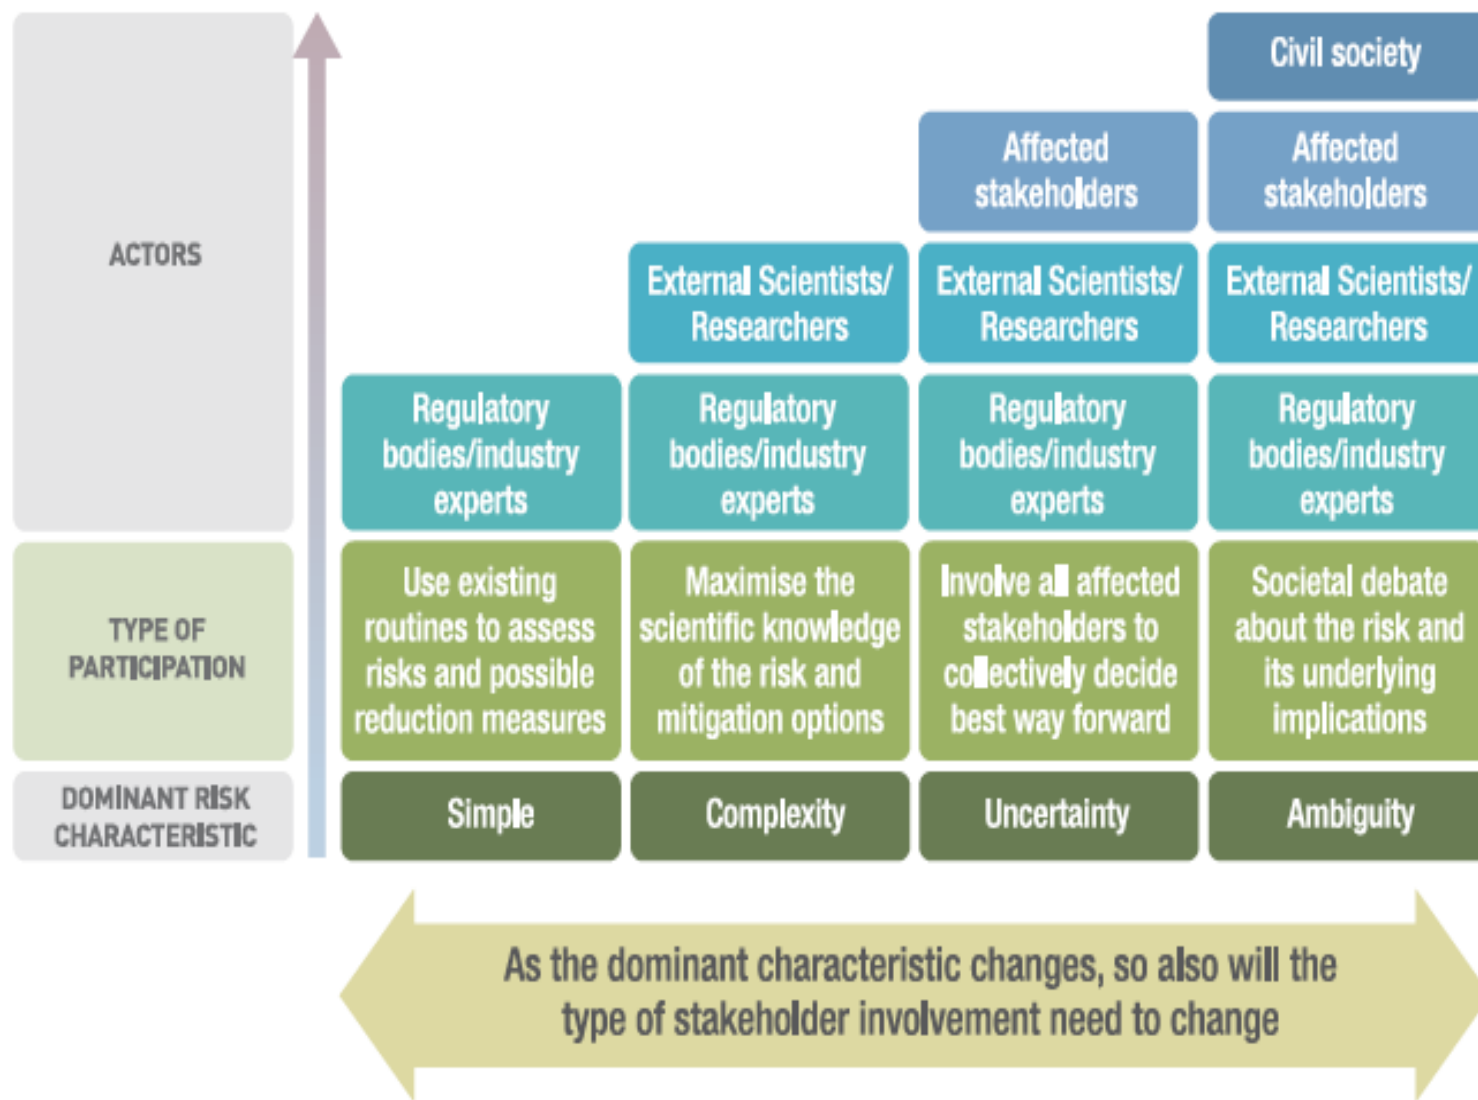 Civil society
Affected
stakeholders
Affected
stakeholders
ACTORS
External Scientists/
Researchers
External Scientists/
Researchers
External Scientists/
Researchers
Regulatory
bodies/industry
experts
Regulatory
bodies/industry
experts
Regulatory
bodies/industry
experts
Regulatory
bodies/industry
experts
TYPE OF
PARTICIPATION
Use existing
routines to assess
risks and possible
reduction measures
Maximise the
scientific knowledge
of the risk and
mitigation options
Involve all affected
stakeholders to
collectively decide
best way forward
Societal debate
about the risk and
its underlying
implications
DOMINANT RISK
CHARACTERISTIC
Simple
Complexity
Uncertainty
Ambiguity
As the dominant characteristic changes, so also will the
type of stakeholder involvement need to change